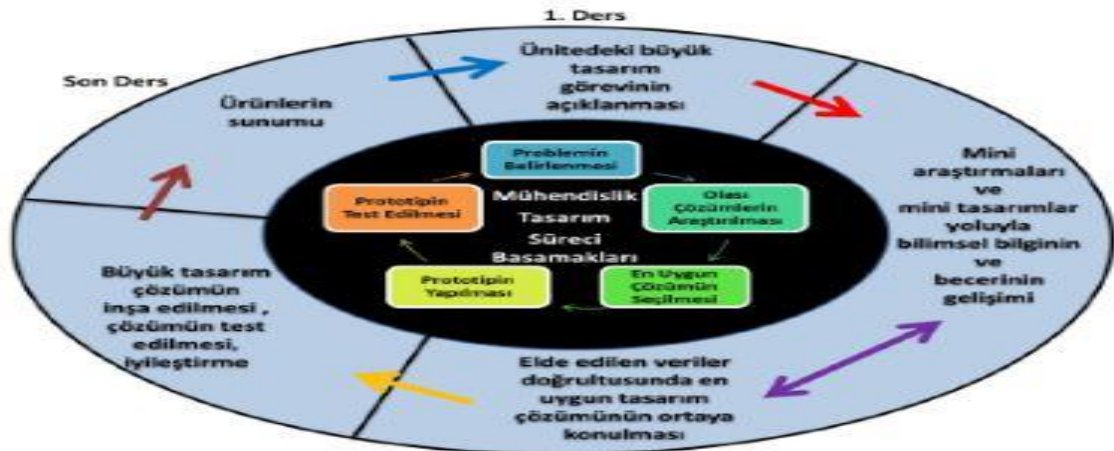 1. Ders
Ünitedeki büyük
tasarım
görevinin
açıklanması
Mini
araştırmaları
ve
mini tasarımlar
yoluyla
bilimsel bilginin
ve
becerinin
gelişimi
Elde edilen veriler
doğrultusunda en
uygun tasarım
çözümünün ortaya
konulması
Büyük tasarım
çözümün
inşa edilmesi ,
çözümün test
edilmesi,
iyileştirme
Son Ders
Ürünlerin
sunumu
Mühendislik
Tasarım
Süreci
Basamakları
Problemin
Belirlenmesi
Olası
Çözümlerin
Araştırılması
En Uygun
Çözümün
Seçilmesi
Prototipin
Yapılması
Prototipin
Test Edilmesi